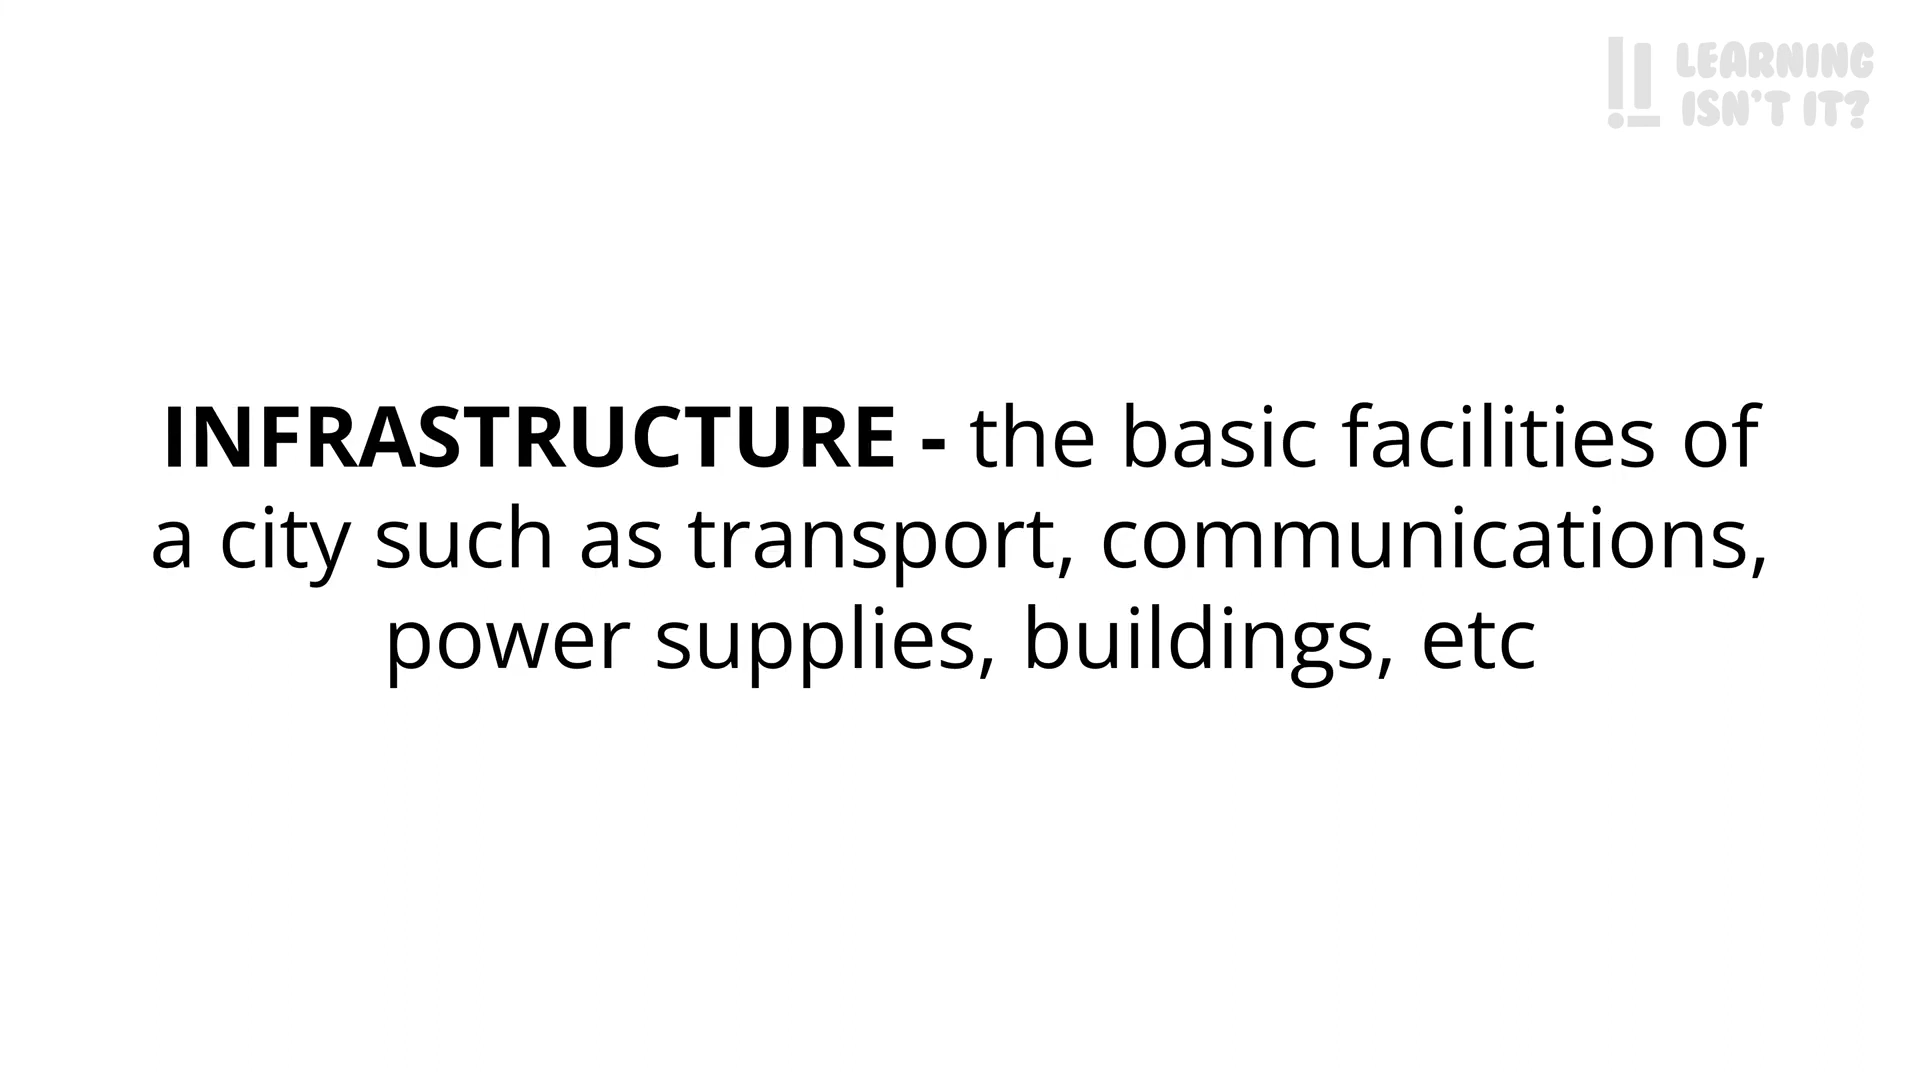 LEARNING
ISN'T IT?
INFRASTRUCTURE - the basic facilities of
a city such as transport, communications,
power supplies, buildings, etc